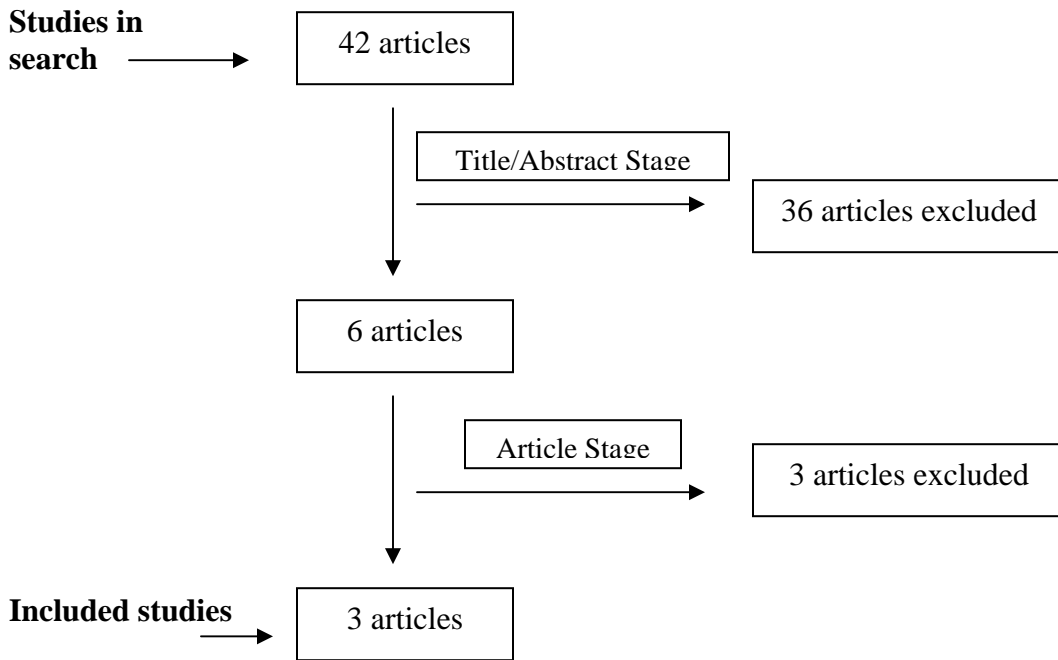 Studies in
search
42 articles
Title/Abstract Stage
36 articles excluded
6 articles
Article Stage
3 articles excluded
Included studies
3 articles